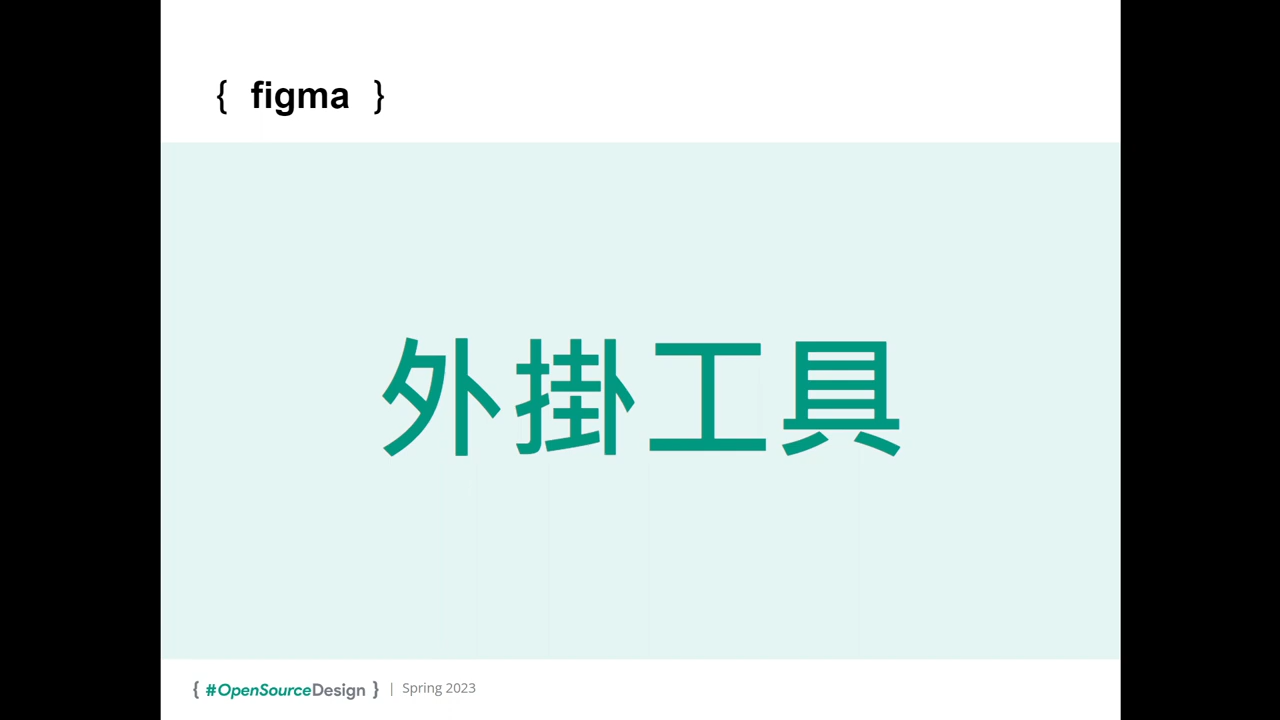 { figma }
外掛工具
{ #OpenSourceDesign } | Spring 2023